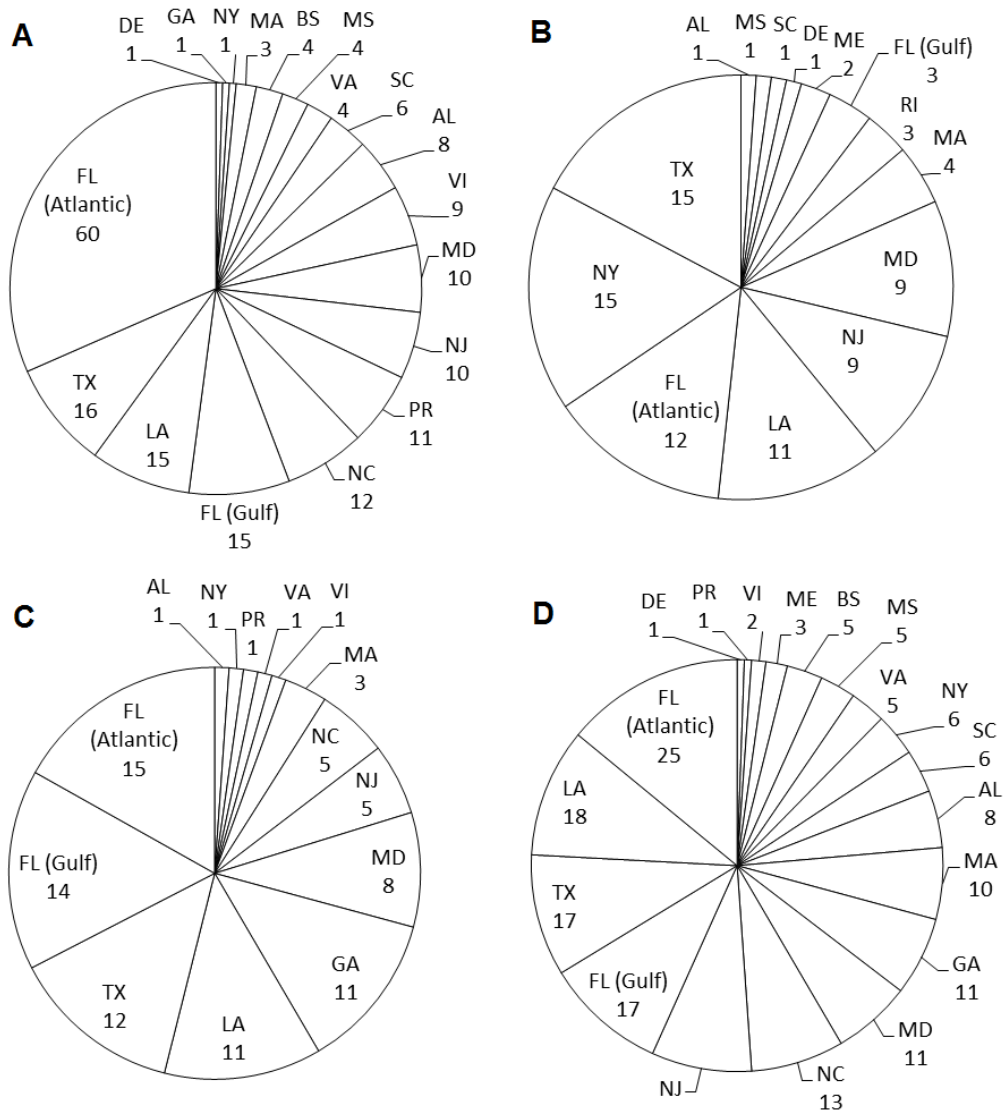 A
DE
1
GA
1
NY
1
MA
3
BS
4
MS
4
VA
4
SC
6
AL
8
VI
9
MD
10
NJ
10
PR
11
NC
12
FL (Gulf)
15
LA
15
TX
16
FL
(Atlantic)
60
B
AL
1
MS
1
SC
1
DE
1
ME
2
FL (Gulf)
3
RI
3
MA
4
MD
9
NJ
9
LA
11
FL
(Atlantic)
12
NY
15
TX
15
C
AL
1
NY
1
PR
1
VA
1
VI
1
MA
3
NC
5
NJ
5
MD
8
GA
11
LA
11
TX
12
FL (Gulf)
14
FL
(Atlantic)
15
D
DE
1
PR
1
VI
2
ME
3
BS
5
MS
5
VA
5
NY
6
SC
6
AL
8
MA
10
GA
11
MD
11
NC
13
NJ
FL (Gulf)
17
TX
17
LA
18
FL
(Atlantic)
25